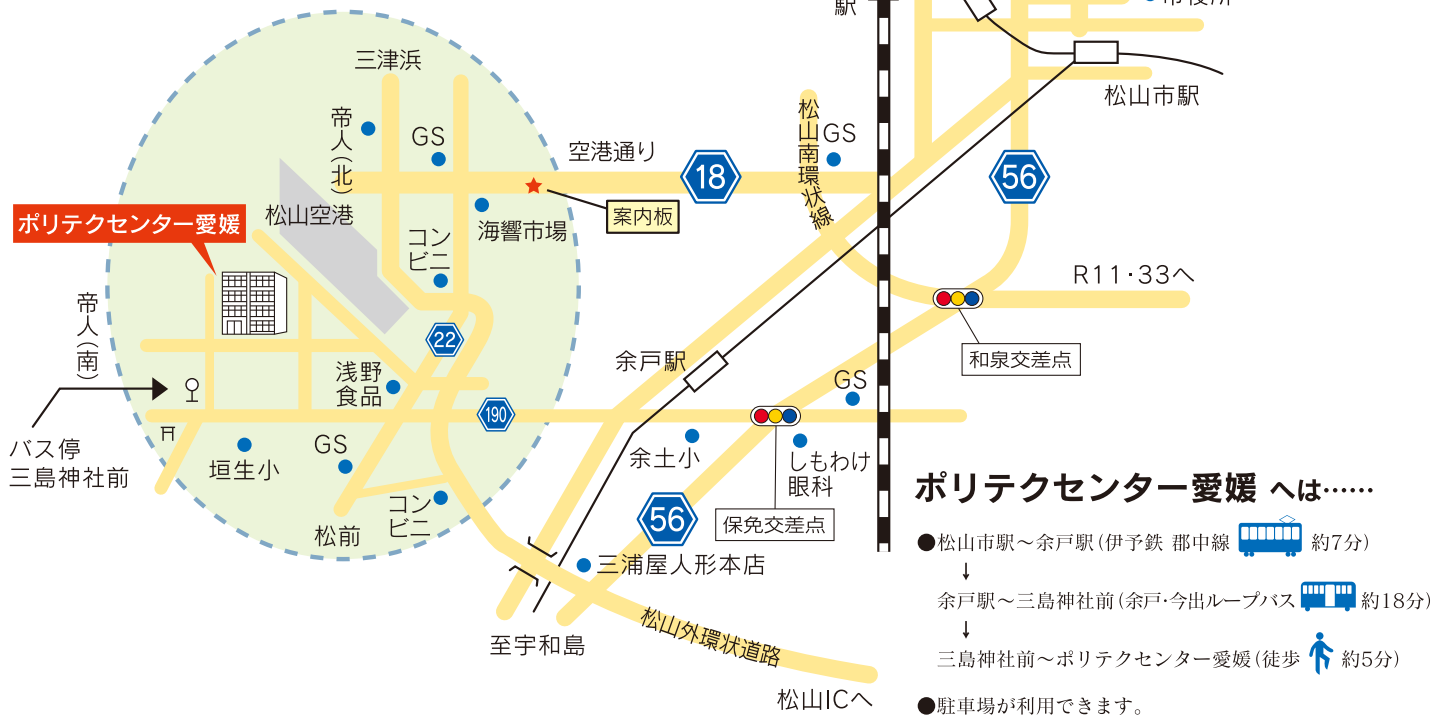 駅
市役所
松山市駅
三津浜
帝人(北)
GS
空港通り
18
松山南環状線
GS
56
案内板
海響市場
松山空港
コン
ビニ
ポリテクセンター愛媛
R11・33へ
和泉交差点
帝人(南)
22
浅野
食品
余戸駅
GS
190
バス停
三島神社前
垣生小
GS
余土小
しもわけ
眼科
コン
ビニ
松前
56
保免交差点
三浦屋人形本店
至宇和島
松山外環状道路
松山ICへ
ポリテクセンター愛媛 へは……
●松山市駅～余戸駅(伊予鉄 郡中線 約7分)
↓
余戸駅～三島神社前(余戸・今出ループバス 約18分)
↓
三島神社前～ポリテクセンター愛媛(徒歩 約5分)
●駐車場が利用できます。